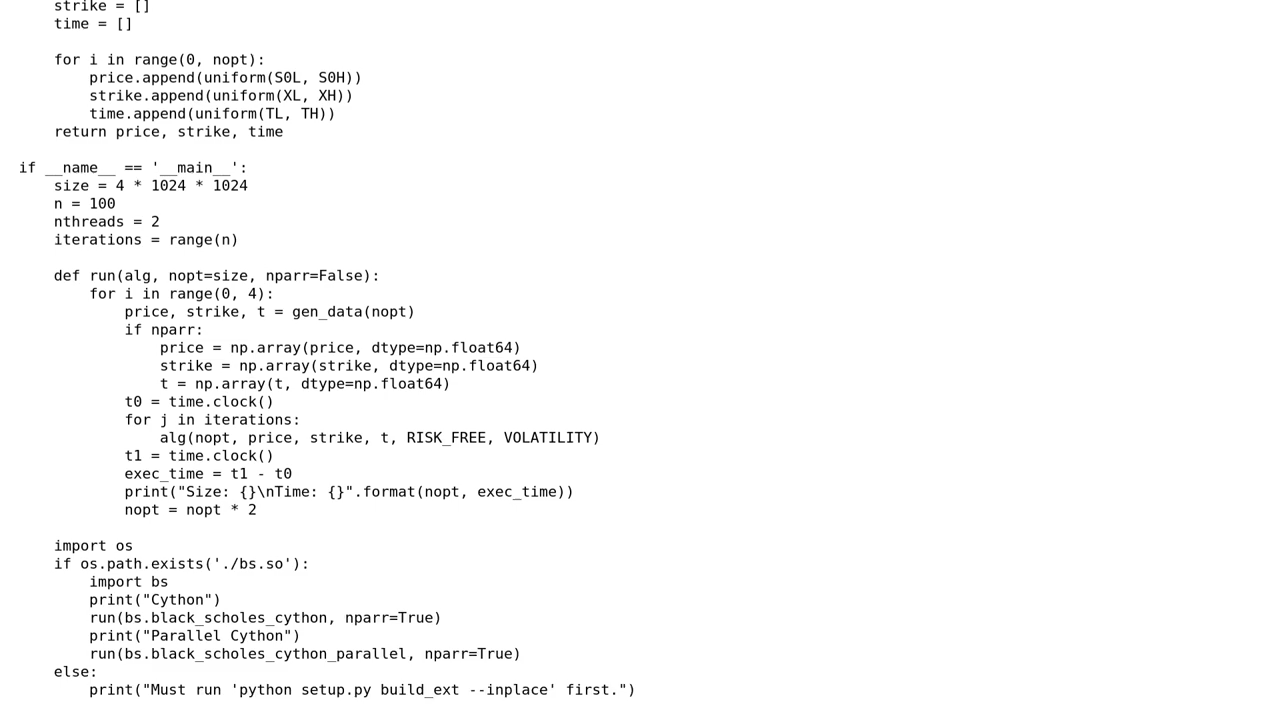 strike = []
    time = []

    for i in range(0, nopt):
        price.append(uniform(S0L, S0H))
        strike.append(uniform(XL, XH))
        time.append(uniform(TL, TH))
    return price, strike, time

if __name__ == '__main__':
    size = 4 * 1024 * 1024
    n = 100
    nthreads = 2
    iterations = range(n)

    def run(alg, nopt=size, nparr=False):
        for i in range(0, 4):
            price, strike, t = gen_data(nopt)
            if nparr:
                price = np.array(price, dtype=np.float64)
                strike = np.array(strike, dtype=np.float64)
                t = np.array(t, dtype=np.float64)
            t0 = time.clock()
            for j in iterations:
                alg(nopt, price, strike, t, RISK_FREE, VOLATILITY)
            t1 = time.clock()
            exec_time = t1 - t0
            print("Size: {}\nTime: {}".format(nopt, exec_time))
            nopt = nopt * 2

    import os
    if os.path.exists('./bs.so'):
        import bs
        print("Cython")
        run(bs.black_scholes_cython, nparr=True)
        print("Parallel Cython")
        run(bs.black_scholes_cython_parallel, nparr=True)
    else:
        print("Must run 'python setup.py build_ext --inplace' first.")